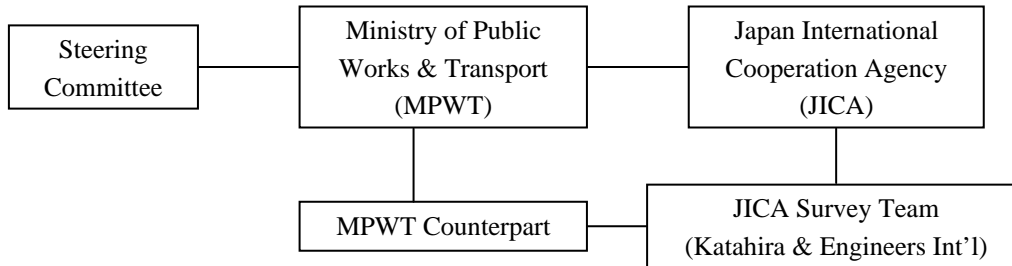 Steering
Committee
Ministry of Public
Works & Transport
(MPWT)
Japan International
Cooperation Agency
(JICA)
MPWT Counterpart
JICA Survey Team
(Katahira & Engineers Int’l)